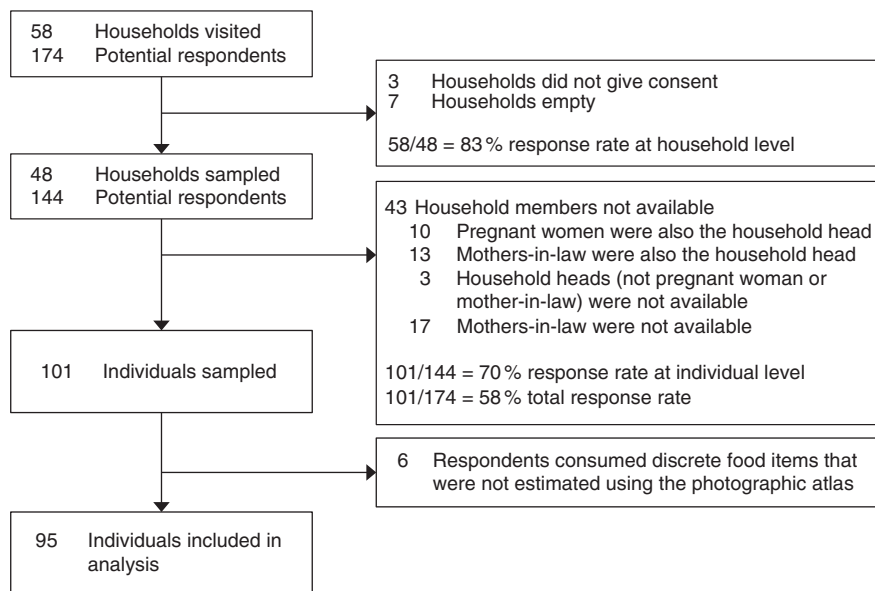 58 Households visited
174 Potential respondents
3 Households did not give consent
7 Households empty
58/48 = 83 % response rate at household level
48 Households sampled
144 Potential respondents
43 Household members not available
10 Pregnant women were also the household head
13 Mothers-in-law were also the household head
3 Household heads (not pregnant woman or
mother-in-law) were not available
17 Mothers-in-law were not available
101/144 = 70 % response rate at individual level
101/174 = 58 % total response rate
101 Individuals sampled
6 Respondents consumed discrete food items that
were not estimated using the photographic atlas
95 Individuals included in
analysis